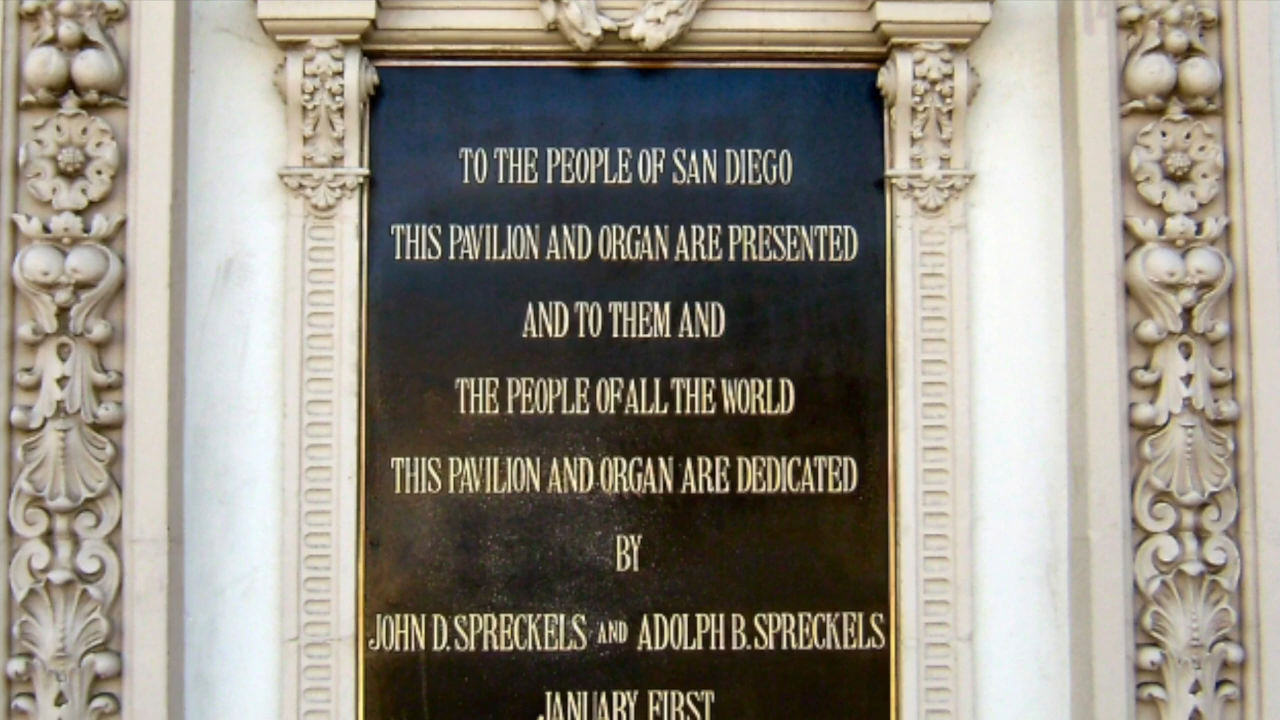 TO THE PEOPLE OF SAN DIEGO
THIS PAVILION AND ORGAN ARE PRESENTED
AND TO THEM AND
THE PEOPLE OF ALL THE WORLD
THIS PAVILION AND ORGAN ARE DEDICATED
BY
JOHN D. SPRECKELS AND ADOLPH B. SPRECKELS
JANUARY FIRST